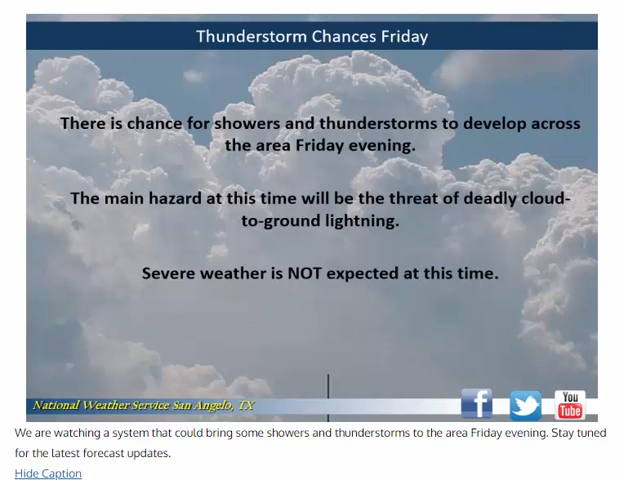 Thunderstorm Chances Friday
There is chance for showers and thunderstorms to develop across
the area Friday evening.
The main hazard at this time will be the threat of deadly cloud-
to-ground lightning.
Severe weather is NOT expected at this time.
National Weather Service San Angelo, TX
f
You
Tube
We are watching a system that could bring some showers and thunderstorms to the area Friday evening. Stay tuned
for the latest forecast updates.
Hide Caption